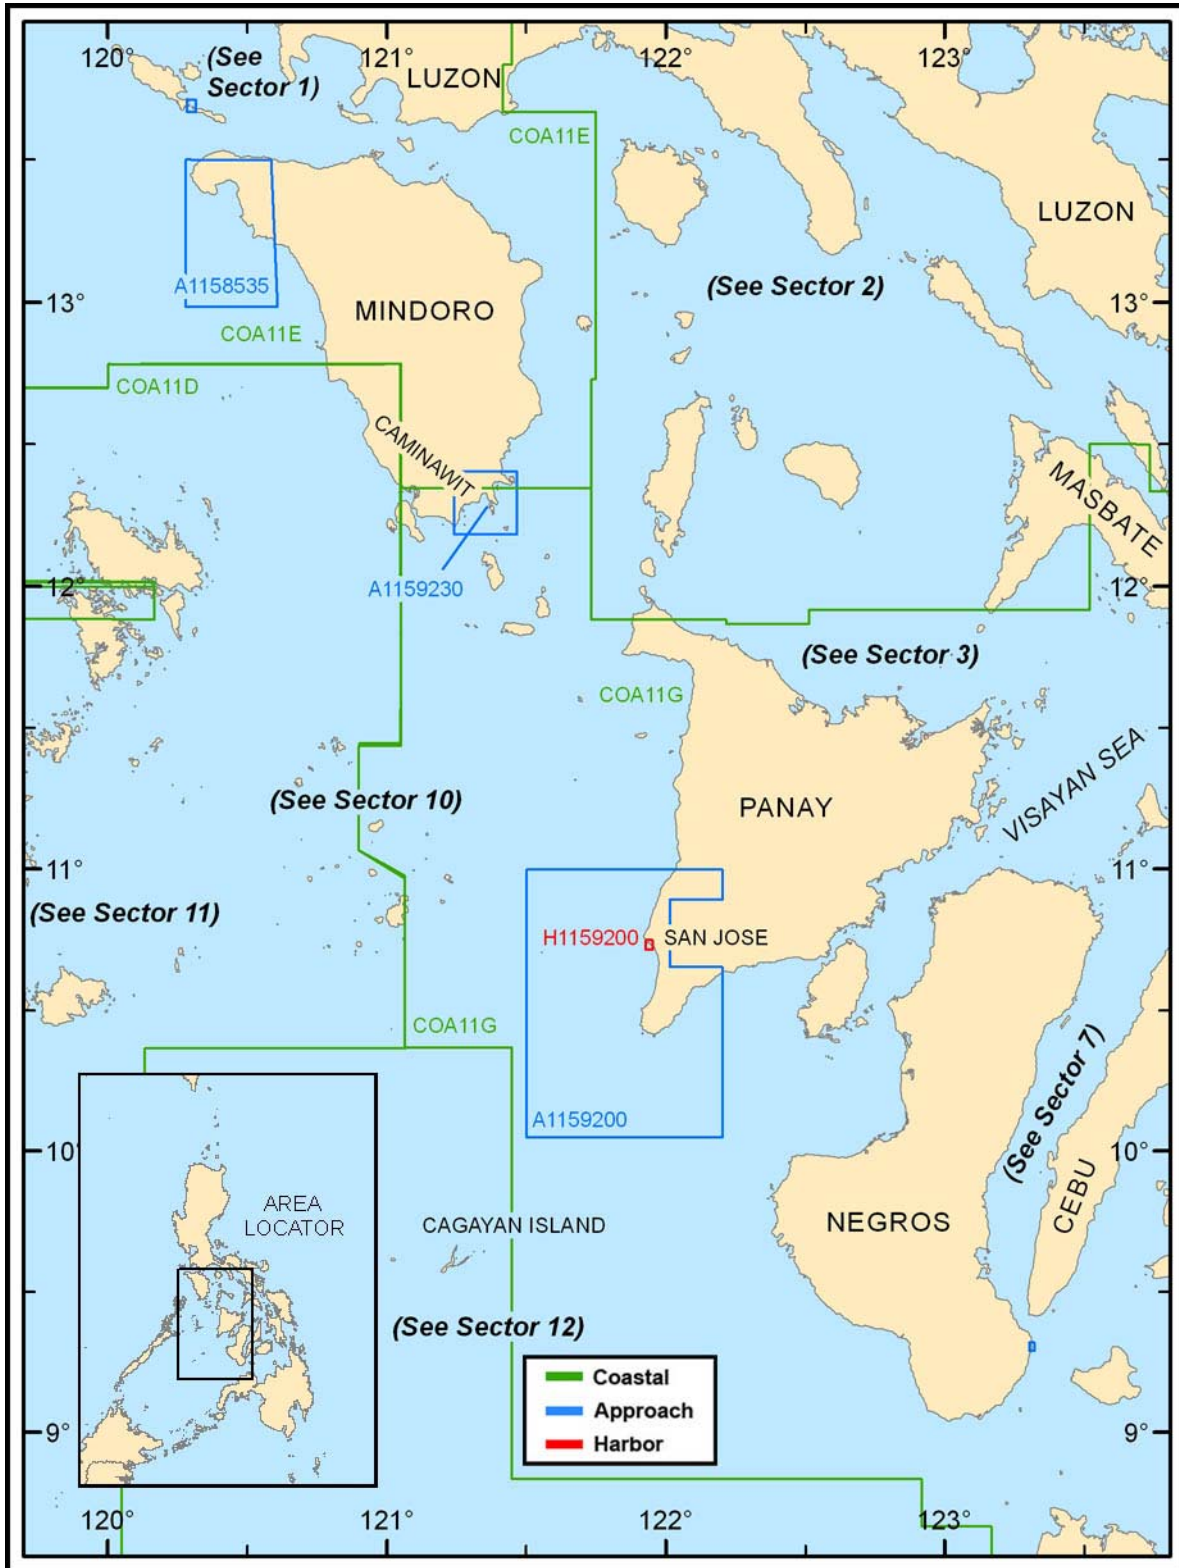 120°
(See
Sector 1)
121°
LUZON
122°
123°
COA11E
LUZON
A1158535
(See Sector 2)
13°
MINDORO
13°
COA11E
COA11D
CAMINAWIT
MASBATE
12°
A1159230
12°
(See Sector 3)
COA11G
VISAYAN SEA
(See Sector 10)
PANAY
11°
11°
(See Sector 11)
H1159200
SAN JOSE
COA11G
(See Sector 7)
A1159200
10°
10°
AREA
LOCATOR
CAGAYAN ISLAND
NEGROS
CEBU
(See Sector 12)
Coastal
Approach
Harbor
9°
9°
120°
121°
122°
123°